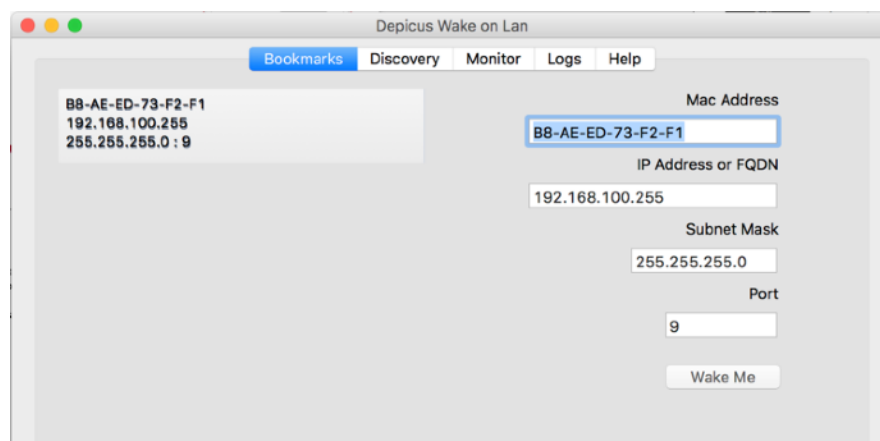 Depicus Wake on Lan
Bookmarks Discovery Monitor Logs Help
B8-AE-ED-73-F2-F1
192.168.100.255
255.255.255.0 : 9
Mac Address
B8-AE-ED-73-F2-F1
IP Address or FQDN
192.168.100.255
Subnet Mask
255.255.255.0
Port
9
Wake Me